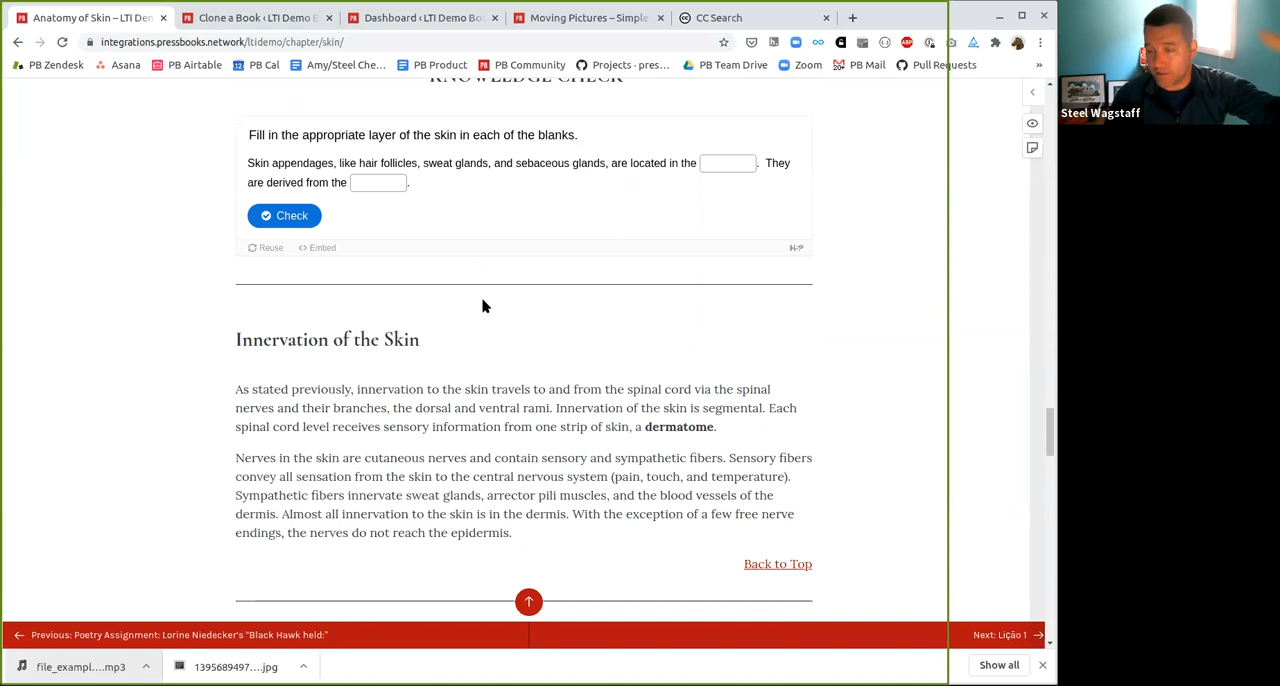 Anatomy of Skin – LTI Den
Clone a Book ‹ LTI Demo B
Dashboard ‹ LTI Demo Bo
Moving Pictures – Simple
CC Search
integrations.pressbooks.network/ltidemo/chapter/skin/
PB Zendesk
Asana
PB Airtable
PB Cal
Amy/Steel Che...
PB Product
PB Community
Projects · pres...
PB Team Drive
Zoom
PB Mail
Pull Requests
Steel Wagstaff
KNOWLEDGE CHECK
Fill in the appropriate layer of the skin in each of the blanks.
Skin appendages, like hair follicles, sweat glands, and sebaceous glands, are located in the . They
are derived from the .
Check
Reuse
Embed
H-P
Innervation of the Skin
As stated previously, innervation to the skin travels to and from the spinal cord via the spinal
nerves and their branches, the dorsal and ventral rami. Innervation of the skin is segmental. Each
spinal cord level receives sensory information from one strip of skin, a dermatome.
Nerves in the skin are cutaneous nerves and contain sensory and sympathetic fibers. Sensory fibers
convey all sensation from the skin to the central nervous system (pain, touch, and temperature).
Sympathetic fibers innervate sweat glands, arrector pili muscles, and the blood vessels of the
dermis. Almost all innervation to the skin is in the dermis. With the exception of a few free nerve
endings, the nerves do not reach the epidermis.
Back to Top
Previous: Poetry Assignment: Lorine Niedecker's "Black Hawk held:"
Next: Lição 1
file_exampl....mp3
1395689497....jpg
Show all